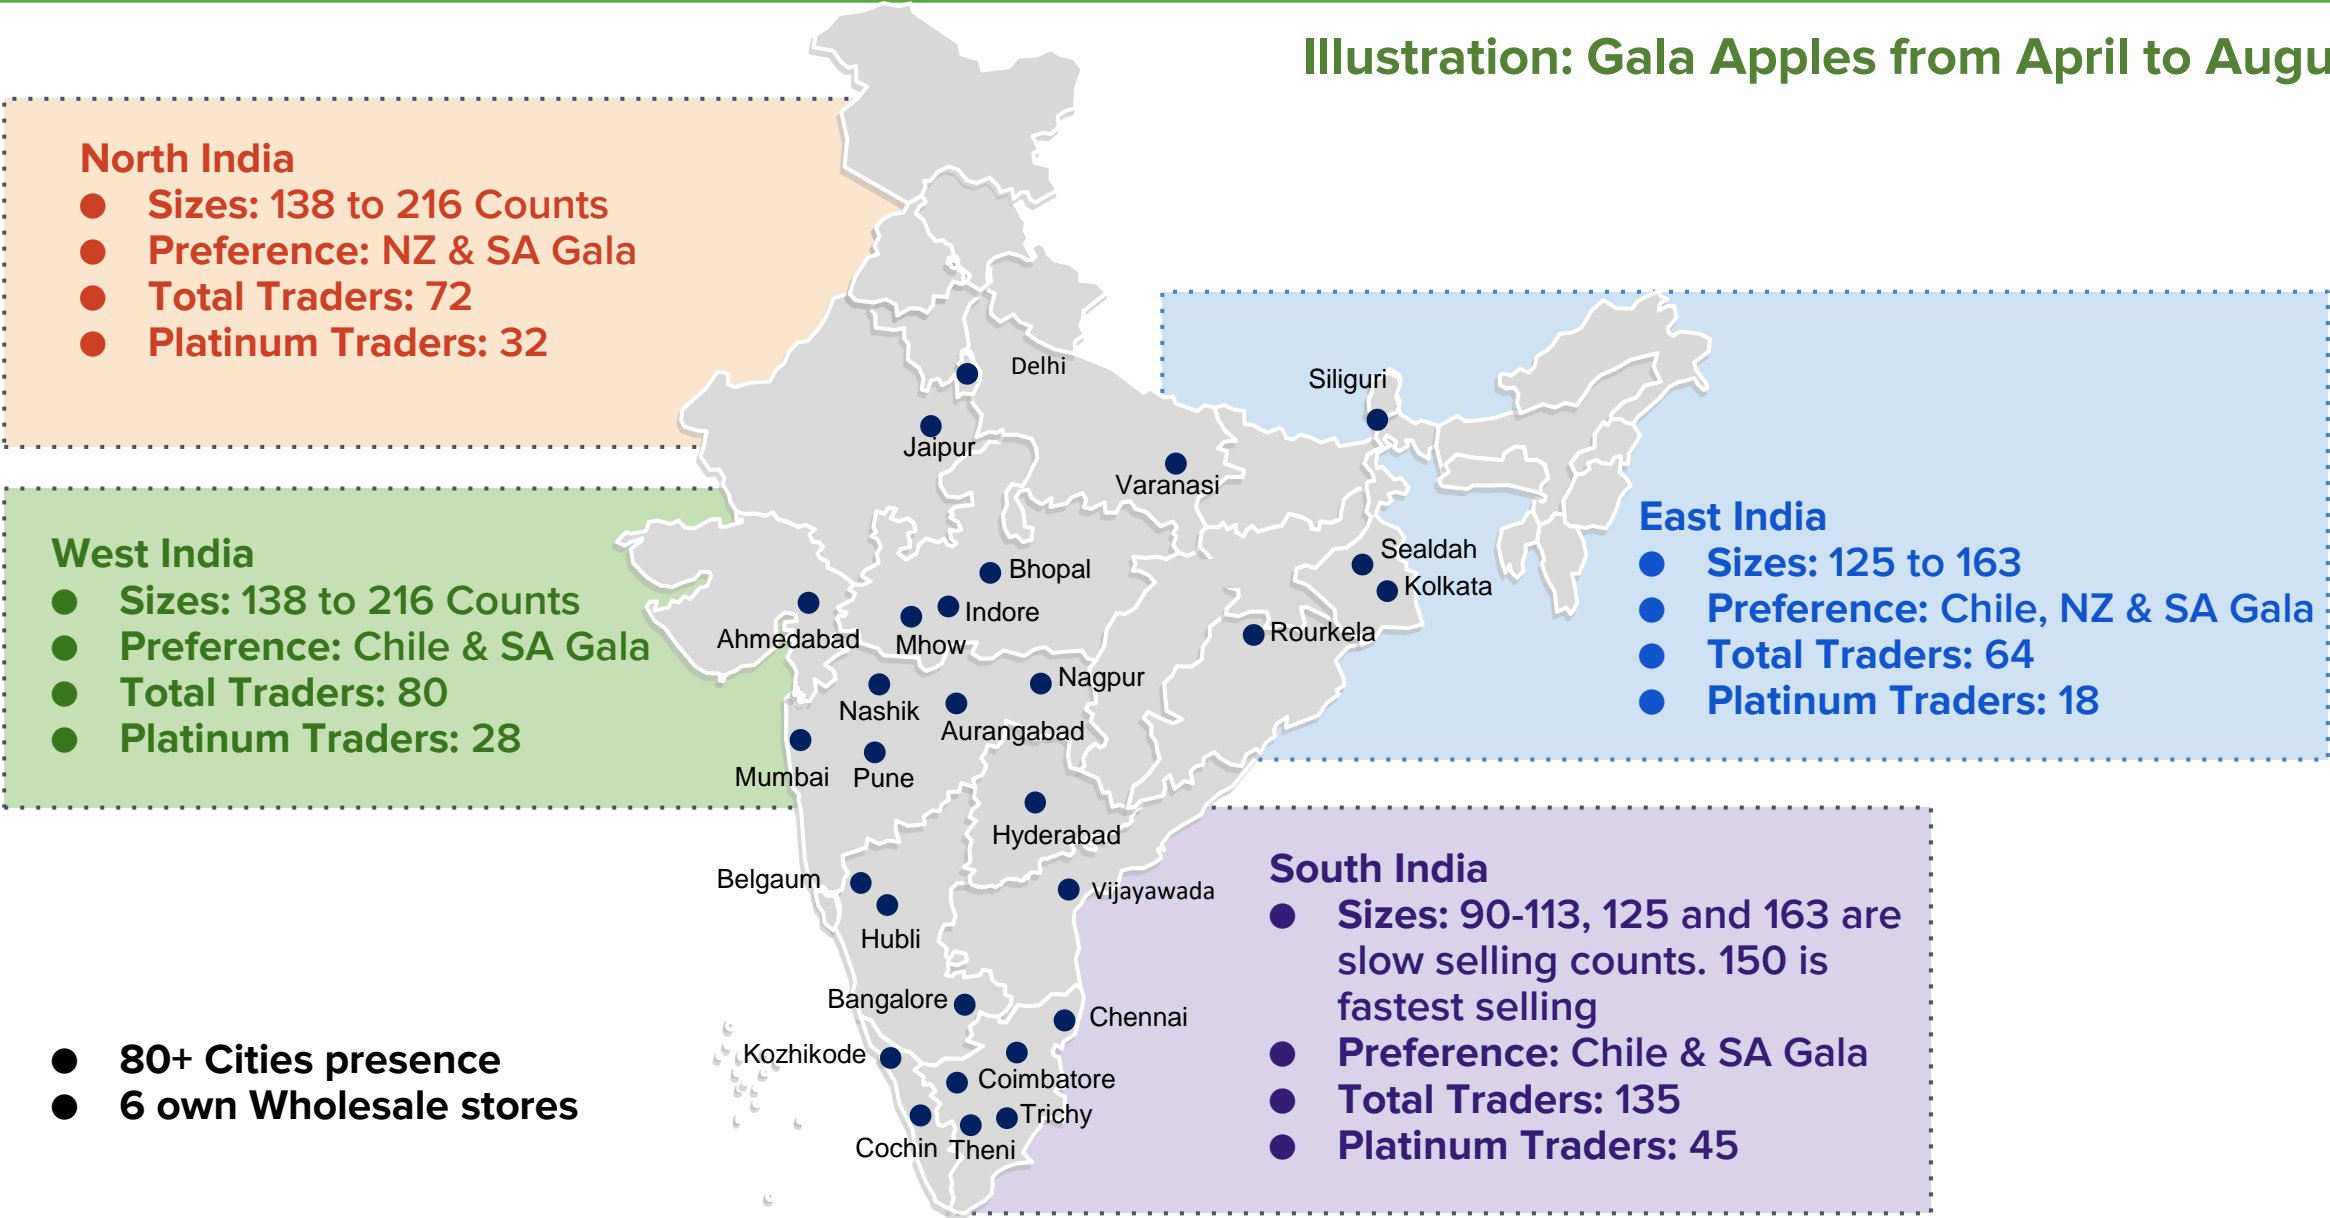 Illustration: Gala Apples from April to Augu
North India
● Sizes: 138 to 216 Counts
● Preference: NZ & SA Gala
● Total Traders: 72
● Platinum Traders: 32
Delhi
Siliguri
Jaipur
Varanasi
West India
● Sizes: 138 to 216 Counts
● Preference: Chile & SA Gala
● Total Traders: 80
● Platinum Traders: 28
East India
● Sizes: 125 to 163
● Preference: Chile, NZ & SA Gala
● Total Traders: 64
● Platinum Traders: 18
Sealdah
Bhopal
Kolkata
Indore
Rourkela
Ahmedabad
Mhow
Nagpur
Nashik
Aurangabad
Mumbai
Pune
Hyderabad
Belgaum
Vijayawada
Hubli
Bangalore
Chennai
Kozhikode
Coimbatore
Trichy
Cochin
Theni
South India
● Sizes: 90-113, 125 and 163 are
slow selling counts. 150 is
fastest selling
● Preference: Chile & SA Gala
● Total Traders: 135
● Platinum Traders: 45
● 80+ Cities presence
● 6 own Wholesale stores